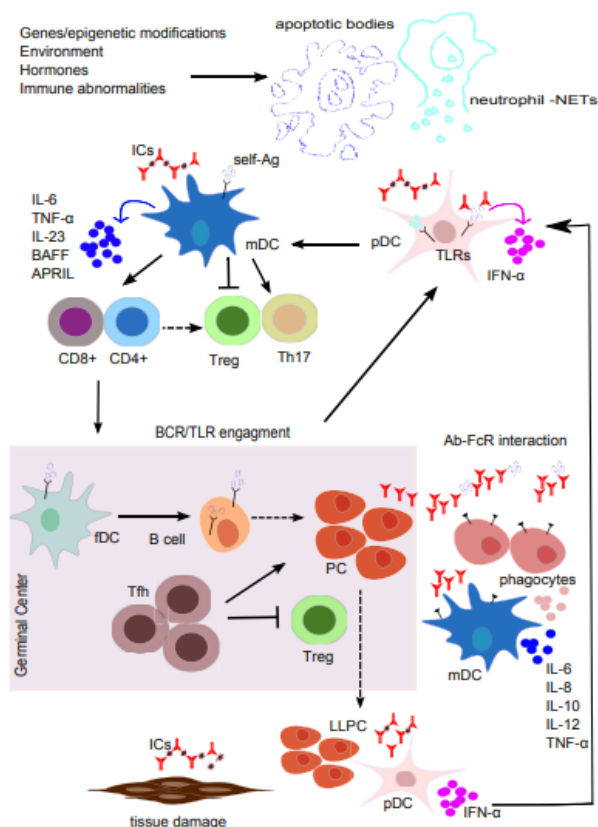 Genes/epigenetic modifications
Environment
Hormones
Immune abnormalities
apoptotic bodies
neutrophil -NETs
ICs
self-Ag
IL-6
TNF-α
IL-23
BAFF
APRIL
mDC
pDC
TLRs
IFN-α
CD8+
CD4+
Treg
Th17
BCR/TLR engagment
Ab-FcR interaction
fDC
B cell
PC
phagocytes
Tfh
Treg
Germinal Center
mDC
IL-6
IL-8
IL-10
IL-12
TNF-α
LLPC
ICs
pDC
IFN-α
tissue damage